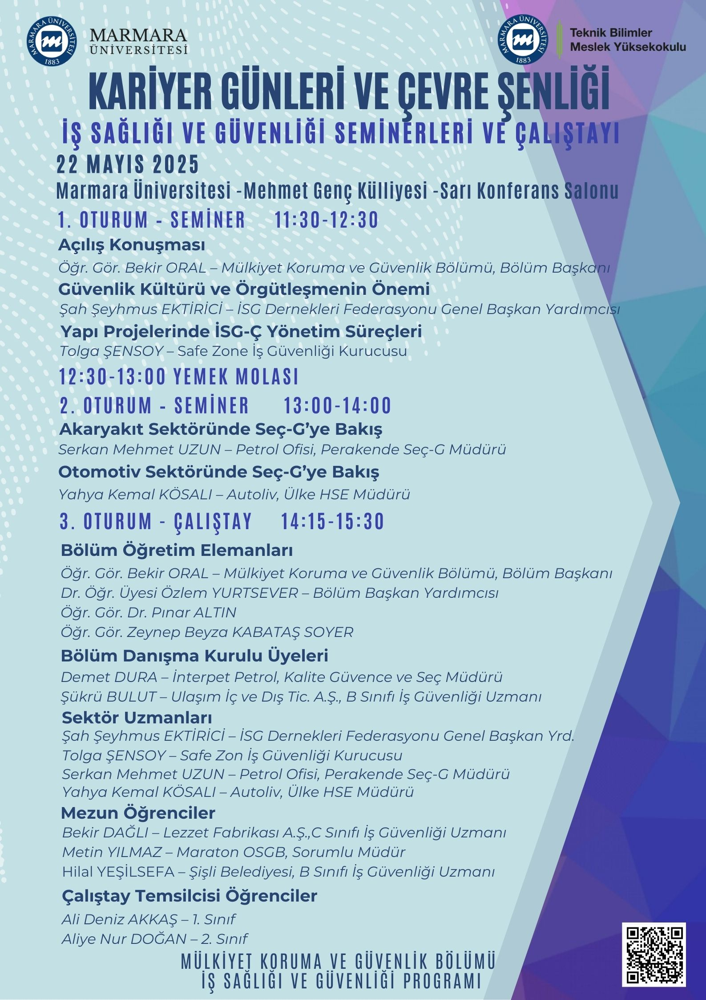 MARMARA ÜNİVERSİTESİ
1883
MARMARA
ÜNİVERSİTESİ
MARMARA ÜNİVERSİTESİ
1883
Teknik Bilimler
Meslek Yüksekokulu
KARİYER GÜNLERİ VE ÇEVRE ŞENLİĞİ
İŞ SAĞLIĞI VE GÜVENLİĞİ SEMİNERLERİ VE ÇALIŞTAYI
22 MAYIS 2025
Marmara Üniversitesi -Mehmet Genç Külliyesi -Sarı Konferans Salonu
1. OTURUM - SEMİNER 11:30-12:30
Açılış Konuşması
Öğr. Gör. Bekir ORAL – Mülkiyet Koruma ve Güvenlik Bölümü, Bölüm Başkanı
Güvenlik Kültürü ve Örgütleşmenin Önemi
Şah Şeyhmus EKTİRİCİ – İSG Dernekleri Federasyonu Genel Başkan Yardımcısı
Yapı Projelerinde İSG-Ç Yönetim Süreçleri
Tolga ŞENSOY – Safe Zone İş Güvenliği Kurucusu
12:30-13:00 YEMEK MOLASI
2. OTURUM - SEMİNER 13:00-14:00
Akaryakıt Sektöründe Seç-G’ye Bakış
Serkan Mehmet UZUN – Petrol Ofisi, Perakende Seç-G Müdürü
Otomotiv Sektöründe Seç-G’ye Bakış
Yahya Kemal KÖSALI – Autoliv, Ülke HSE Müdürü
3. OTURUM - ÇALIŞTAY 14:15-15:30
Bölüm Öğretim Elemanları
Öğr. Gör. Bekir ORAL – Mülkiyet Koruma ve Güvenlik Bölümü, Bölüm Başkanı
Dr. Öğr. Üyesi Özlem YURTSEVER – Bölüm Başkan Yardımcısı
Öğr. Gör. Dr. Pınar ALTIN
Öğr. Gör. Zeynep Beyza KABATAŞ SOYER
Bölüm Danışma Kurulu Üyeleri
Demet DURA – İnterpet Petrol, Kalite Güvence ve Seç Müdürü
Şükrü BULUT – Ulaşım İç ve Dış Tic. A.Ş., B Sınıfı İş Güvenliği Uzmanı
Sektör Uzmanları
Şah Şeyhmus EKTİRİCİ – İSG Dernekleri Federasyonu Genel Başkan Yrd.
Tolga ŞENSOY – Safe Zon İş Güvenliği Kurucusu
Serkan Mehmet UZUN – Petrol Ofisi, Perakende Seç-G Müdürü
Yahya Kemal KÖSALI – Autoliv, Ülke HSE Müdürü
Mezun Öğrenciler
Bekir DAĞLI – Lezzet Fabrikası A.Ş.,C Sınıfı İş Güvenliği Uzmanı
Metin YILMAZ – Maraton OSGB, Sorumlu Müdür
Hilal YEŞİLSEFA – Şişli Belediyesi, B Sınıfı İş Güvenliği Uzmanı
Çalıştay Temsilcisi Öğrenciler
Ali Deniz AKKAŞ – 1. Sınıf
Aliye Nur DOĞAN – 2. Sınıf
MÜLKİYET KORUMA VE GÜVENLİK BÖLÜMÜ
İŞ SAĞLIĞI VE GÜVENLİĞİ PROGRAMI